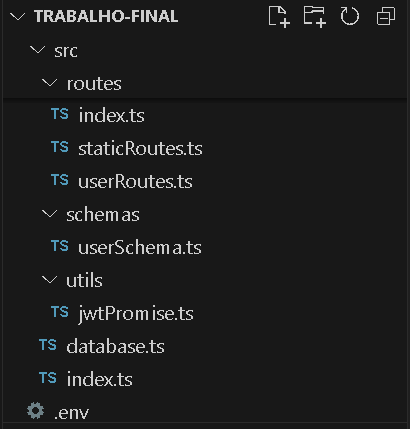 TRABALHO-FINAL
src
routes
TS index.ts
TS staticRoutes.ts
TS userRoutes.ts
schemas
TS userSchema.ts
utils
TS jwtPromise.ts
TS database.ts
TS index.ts
.env